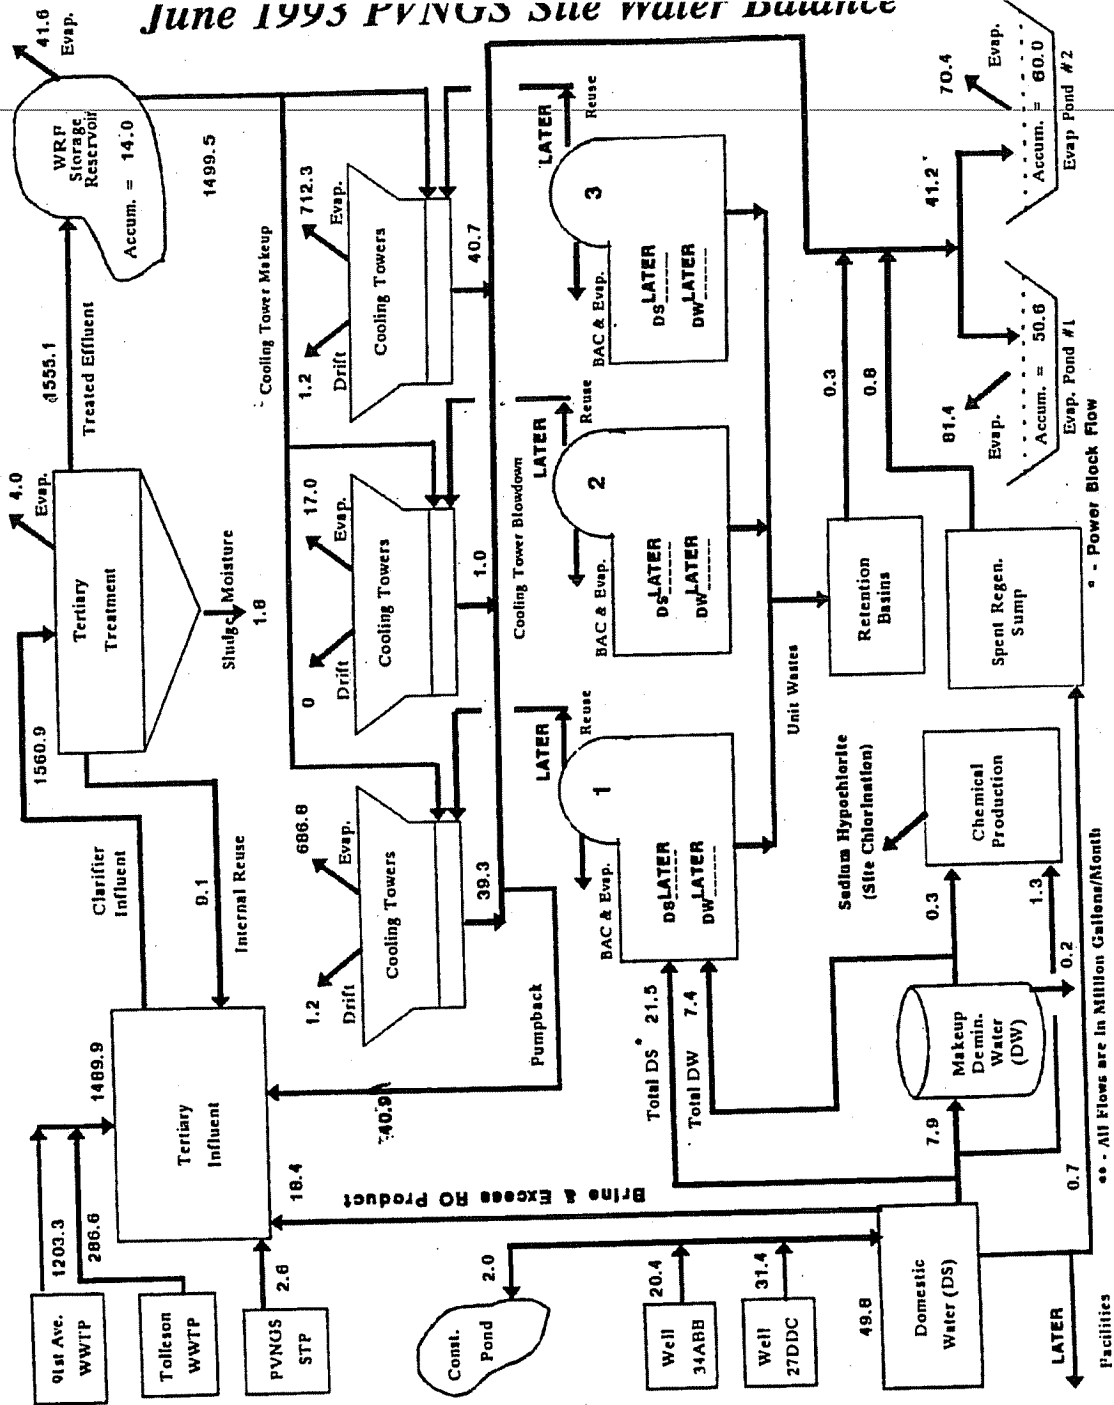 June 1993 PVNGS Site Water Balance
91st Ave.
WWTP
1203.3
Tolleson
WWTP
286.6
1489.9
PVNGS
STP
2.6
Tertiary
Influent
18.4
Brine & Excess RO Product
40.9
Pumpback
Clarifier
Influent
1560.9
9.1
Internal Reuse
Tertiary
Treatment
4.0
Evap.
Sludge Moisture
1.8
1555.1
Treated Effluent
WRF
Storage
Reservoir
Accum. = 14.0
41.6
Evap.
1499.5
Cooling Tower Makeup
1.2
Drift
686.8
Evap.
Cooling Towers
39.3
0
Drift
17.0
Evap.
Cooling Towers
1.0
1.2
Drift
712.3
Evap.
Cooling Towers
40.7
Cooling Tower Blowdown
Const.
Pond
2.0
Well
34ABB
20.4
Well
27DDC
31.4
49.8
Domestic
Water (DS)
LATER
Facilities
Total DS * 21.5
Total DW 7.4
BAC & Evap.
1
LATER
Reuse
DS LATER
DW LATER
BAC & Evap.
2
LATER
Reuse
DS LATER
DW LATER
BAC & Evap.
3
LATER
Reuse
DS LATER
DW LATER
Unit Wastes
7.9
Makeup
Demin.
Water
(DW)
0.3
1.3
0.2
0.7
Sodium Hypochlorite
(Site Chlorination)
Chemical
Production
Retention
Basins
0.3
Spent Regen.
Sump
0.8
41.2
81.4
Evap.
Accum. = 50.6
Evap. Pond #1
70.4
Evap.
Accum. = 60.0
Evap Pond #2
* - Power Block Flow
** - All Flows are in Million Gallons/Month